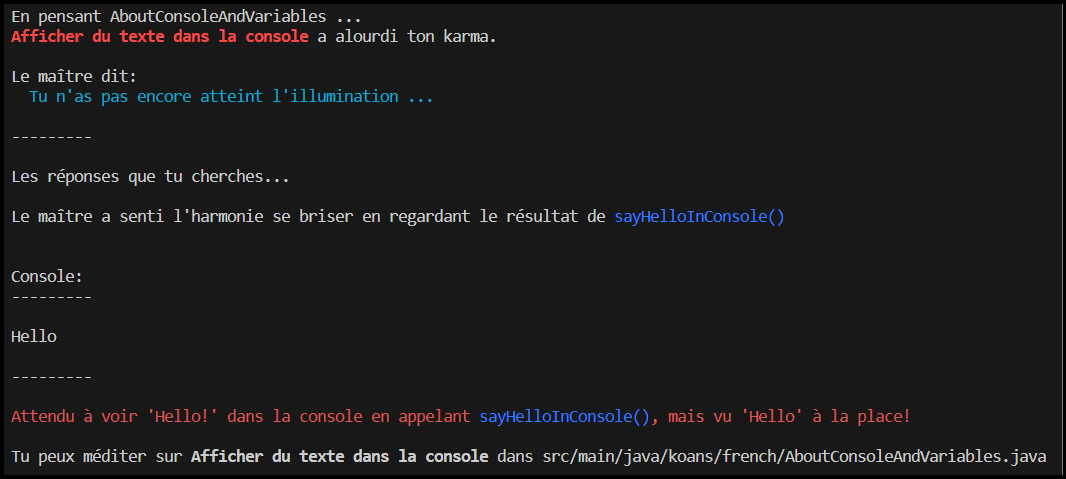 En pensant AboutConsoleAndVariables ...
Afficher du texte dans la console a alourdi ton karma.
Le maître dit:
Tu n'as pas encore atteint l'illumination ...
---------
Les réponses que tu cherches...
Le maître a senti l'harmonie se briser en regardant le résultat de sayHelloInConsole()
Console:
---------
Hello
---------
Attendu à voir 'Hello!' dans la console en appelant sayHelloInConsole(), mais vu 'Hello' à la place!
Tu peux méditer sur Afficher du texte dans la console dans src/main/java/koans/french/AboutConsoleAndVariables.java